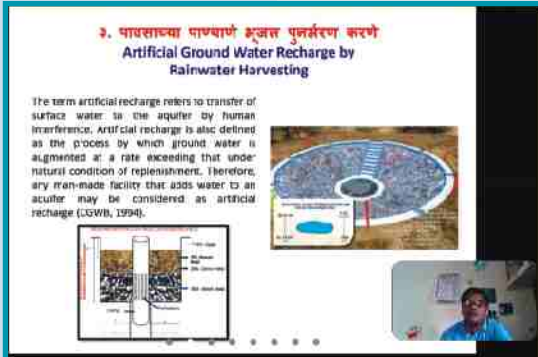 ३. पावसाच्या पाण्याणे भूजल पुनर्भरण करणे
Artificial Ground Water Recharge by
Rainwater Harvesting
The term artificial recharge refers to transfer of
surface water to the aquifer by human
interference. Artificial recharge is also defined
as the process by which ground water is
augmented at a rate exceeding that under
natural condition of replenishment. Therefore,
any man-made facility that adds water to an
aquifer may be considered as artificial
recharge (CGWB, 1994).